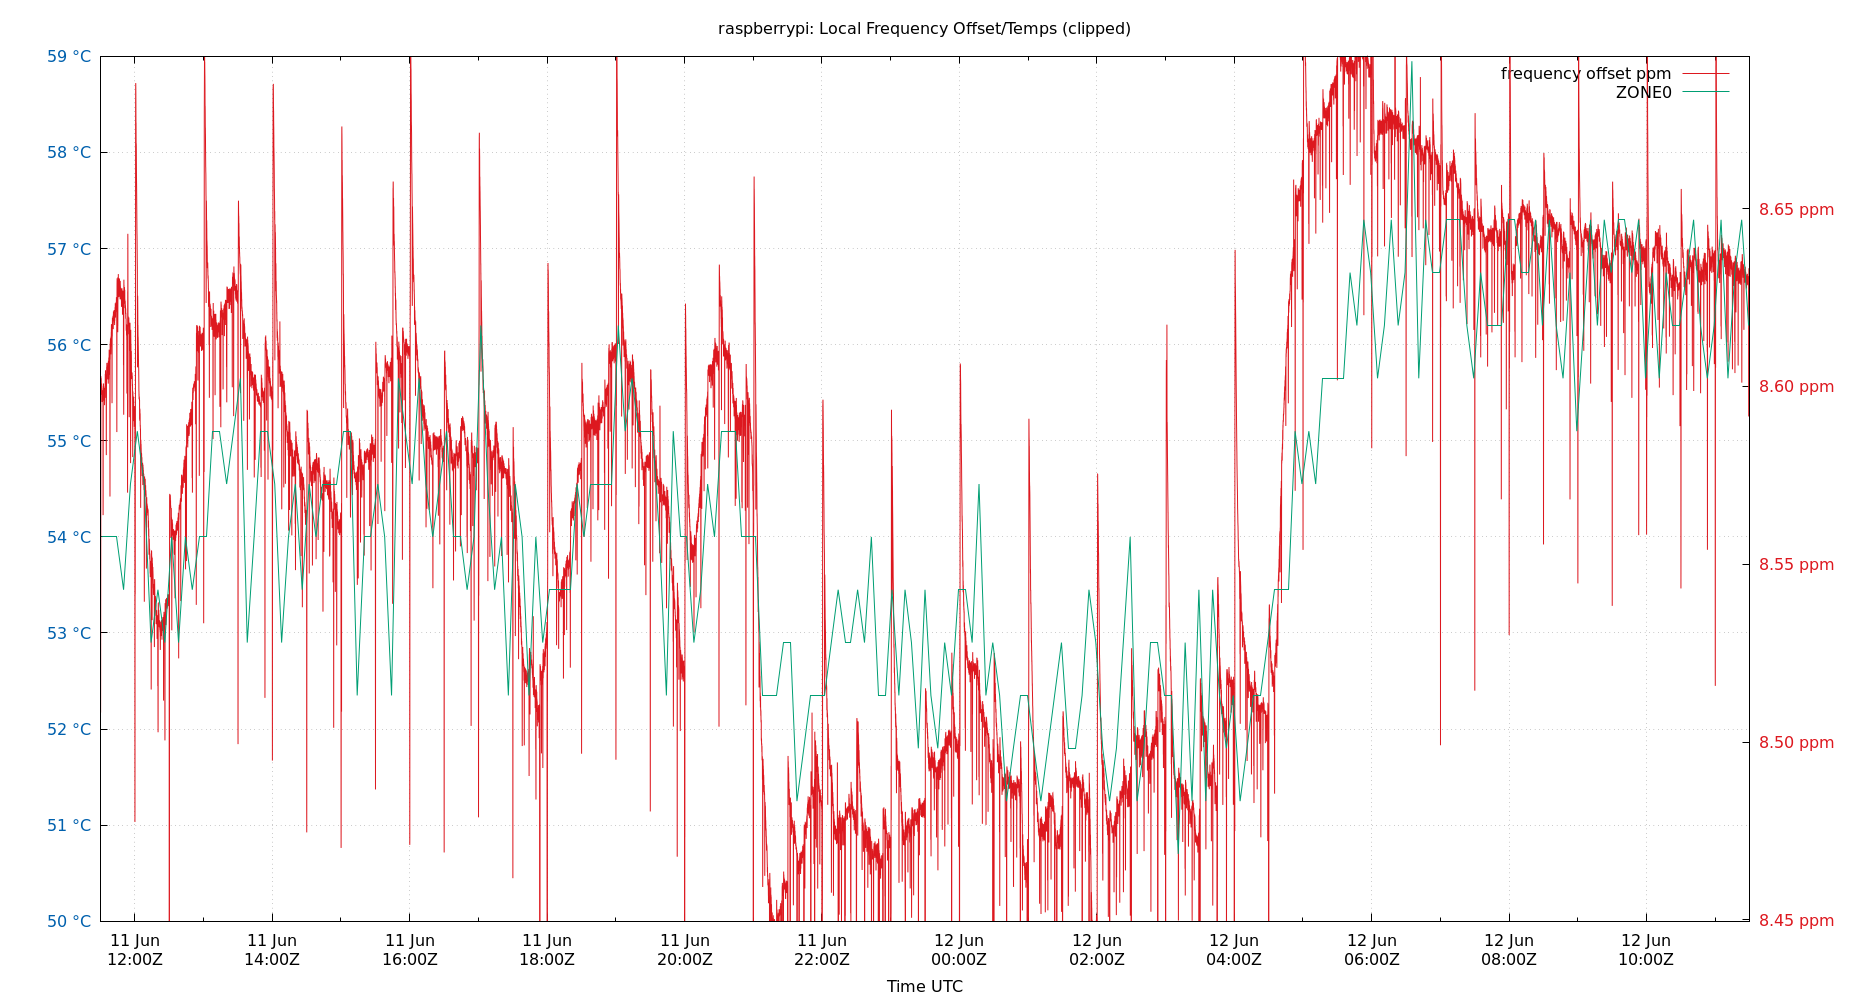 raspberrypi: Local Frequency Offset/Temps (clipped)
59 °C
58 °C
57 °C
56 °C
55 °C
54 °C
53 °C
52 °C
51 °C
50 °C
frequency offset ppm
ZONE0
8.65 ppm
8.60 ppm
8.55 ppm
8.50 ppm
8.45 ppm
11 Jun 11 Jun 11 Jun 11 Jun 11 Jun 11 Jun 12 Jun 12 Jun 12 Jun 12 Jun 12 Jun 12 Jun
12:00Z 14:00Z 16:00Z 18:00Z 20:00Z 22:00Z 00:00Z 02:00Z 04:00Z 06:00Z 08:00Z 10:00Z
Time UTC